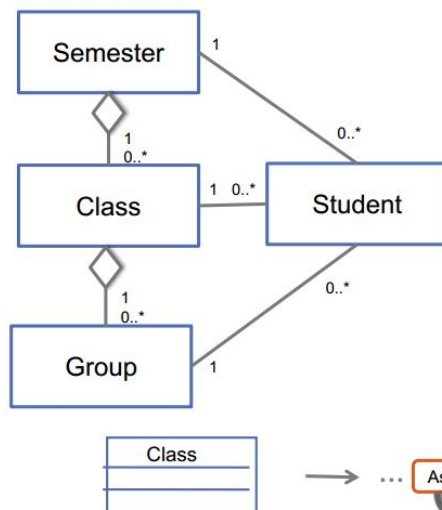 Semester
1
0..*
1
0..*
Class
1 0..*
Student
1
0..*
0..*
Group
1
Class
...